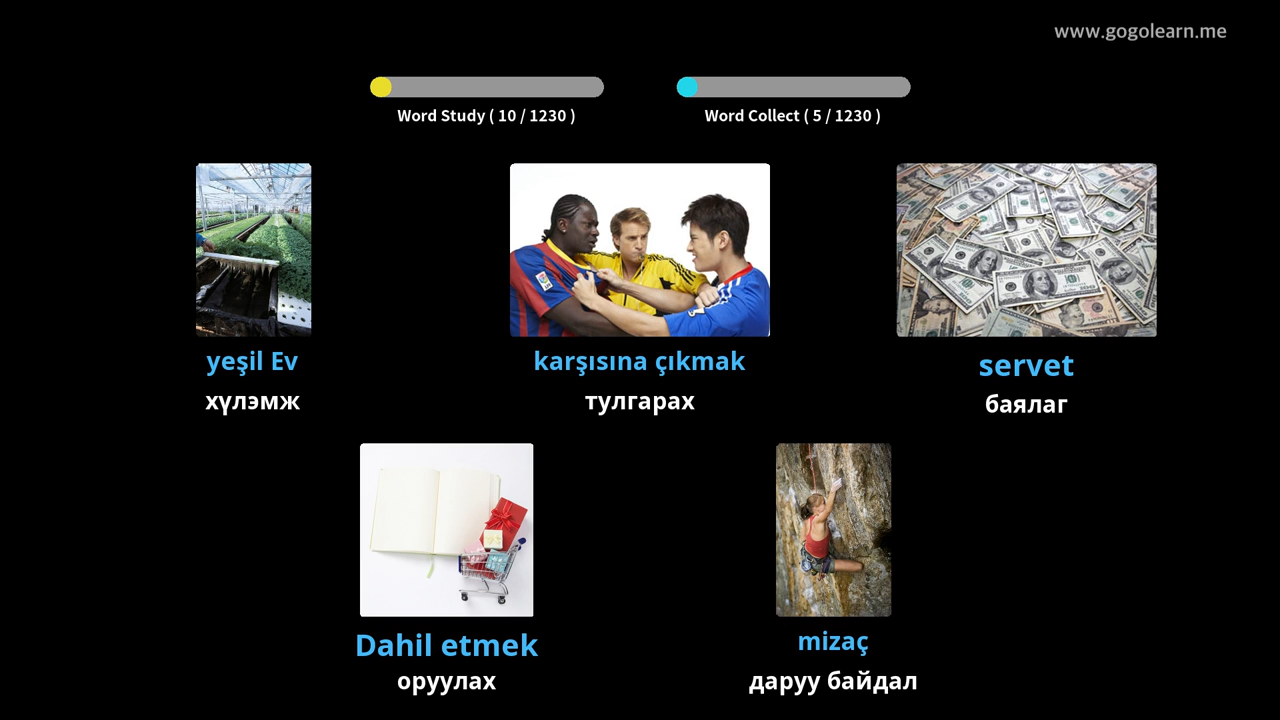 www.gogolearn.me
Word Study ( 10 / 1230 )
Word Collect ( 5 / 1230 )
yeşil Ev
хүлэмж
karşısına çıkmak
тулгарах
servet
баялаг
Dahil etmek
оруулах
mizaç
даруу байдал